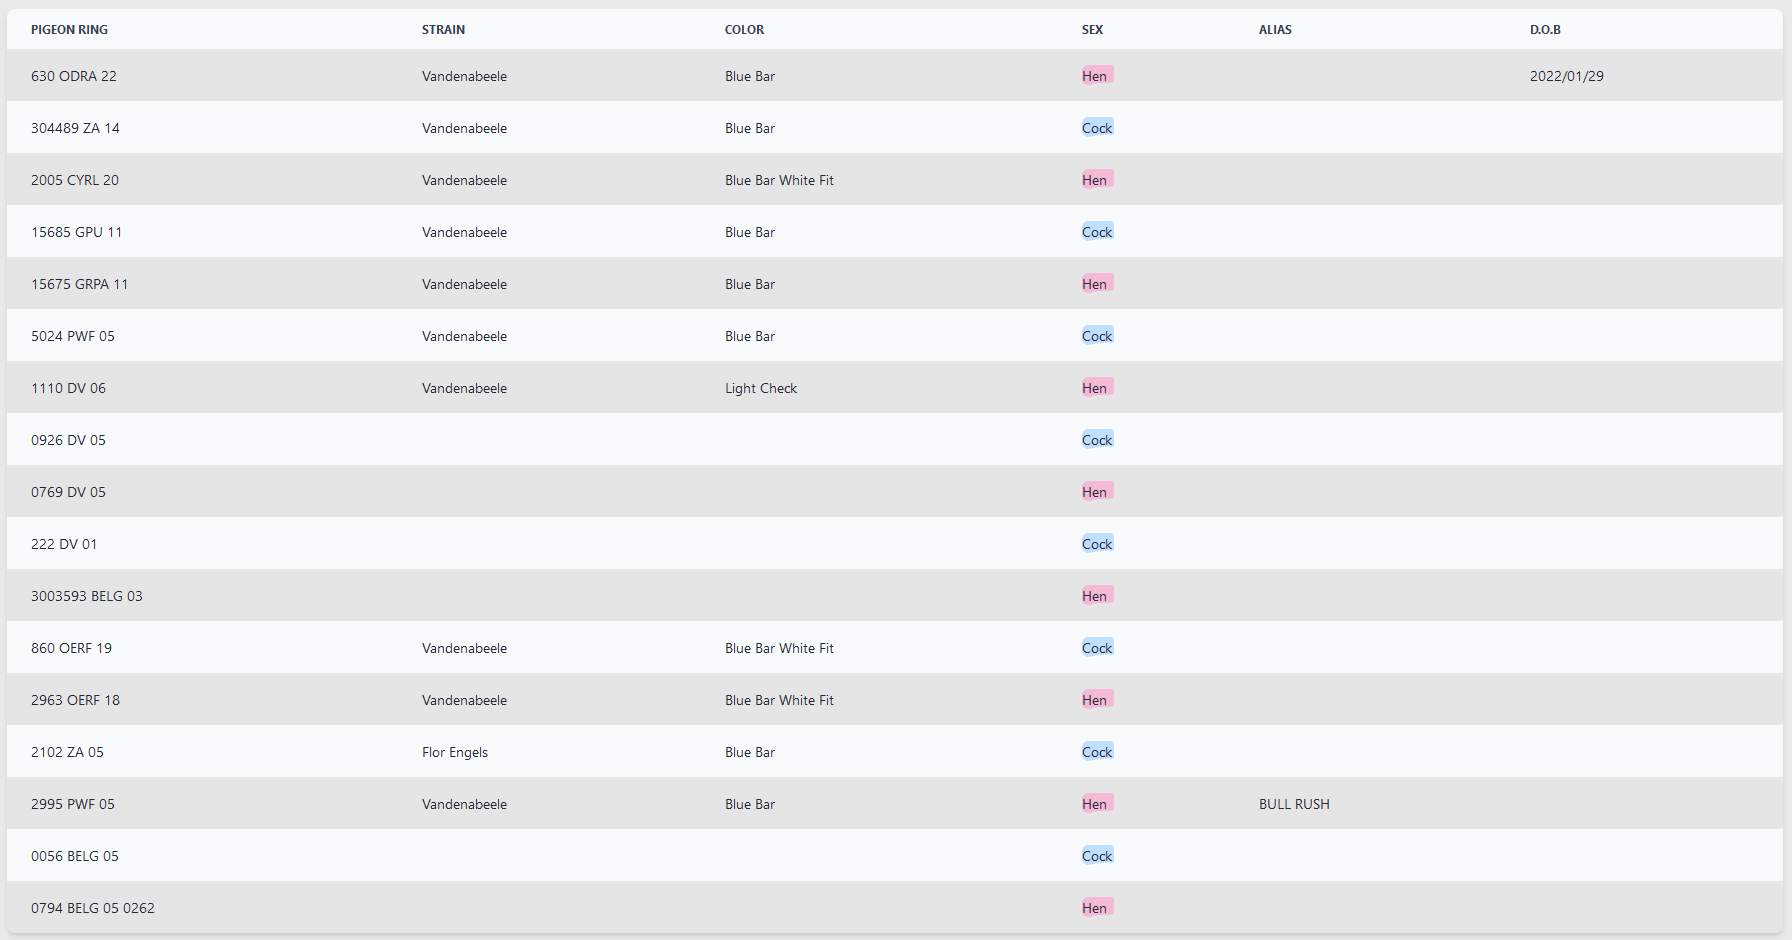 PIGEON RING STRAIN COLOR SEX ALIAS D.O.B
630 ODRA 22 Vandenabeele Blue Bar Hen 2022/01/29
304489 ZA 14 Vandenabeele Blue Bar Cock
2005 CYRL 20 Vandenabeele Blue Bar White Fit Hen
15685 GPU 11 Vandenabeele Blue Bar Cock
15675 GRPA 11 Vandenabeele Blue Bar Hen
5024 PWF 05 Vandenabeele Blue Bar Cock
1110 DV 06 Vandenabeele Light Check Hen
0926 DV 05 Cock
0769 DV 05 Hen
222 DV 01 Cock
3003593 BELG 03 Hen
860 OERF 19 Vandenabeele Blue Bar White Fit Cock
2963 OERF 18 Vandenabeele Blue Bar White Fit Hen
2102 ZA 05 Flor Engels Blue Bar Cock
2995 PWF 05 Vandenabeele Blue Bar Hen BULL RUSH
0056 BELG 05 Cock
0794 BELG 05 0262 Hen